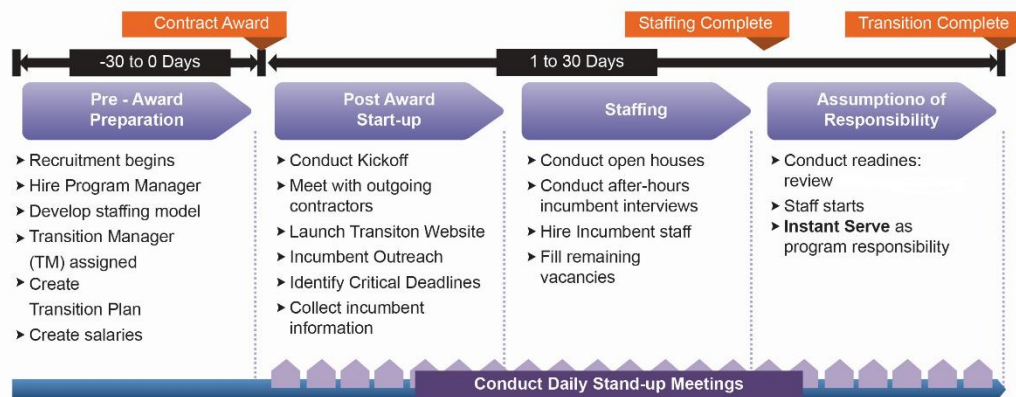 Contract Award
Staffing Complete
Transition Complete
-30 to 0 Days
1 to 30 Days
Pre - Award
Preparation
Post Award
Start-up
Staffing
Assumptiono of
Responsibility
Recruitment begins
Hire Program Manager
Develop staffing model
Transition Manager
(TM) assigned
Create
Transition Plan
Create salaries
Conduct Kickoff
Meet with outgoing
contractors
Launch Transiton Website
Incumbent Outreach
Identify Critical Deadlines
Collect incumbent
information
Conduct open houses
Conduct after-hours
incumbent interviews
Hire Incumbent staff
Fill remaining
vacancies
Conduct readines:
review
Staff starts
Instant Serve as
program responsibility
Conduct Daily Stand-up Meetings